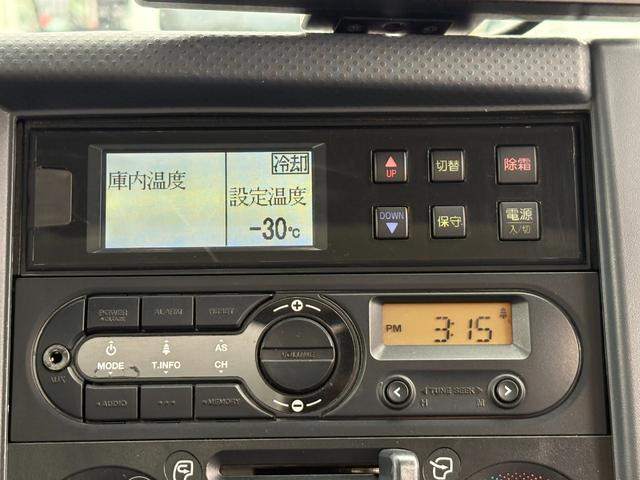 冷却
庫内温度
設定温度
-30℃
UP
切替
除霜
DOWN
保守
電源
入/切
POWER
ALARM
AUX
MODE
T.INFO
AS
CH
AUDIO
MEMORY
VOLUME
PM 3:15
TUNE SEEK
H M